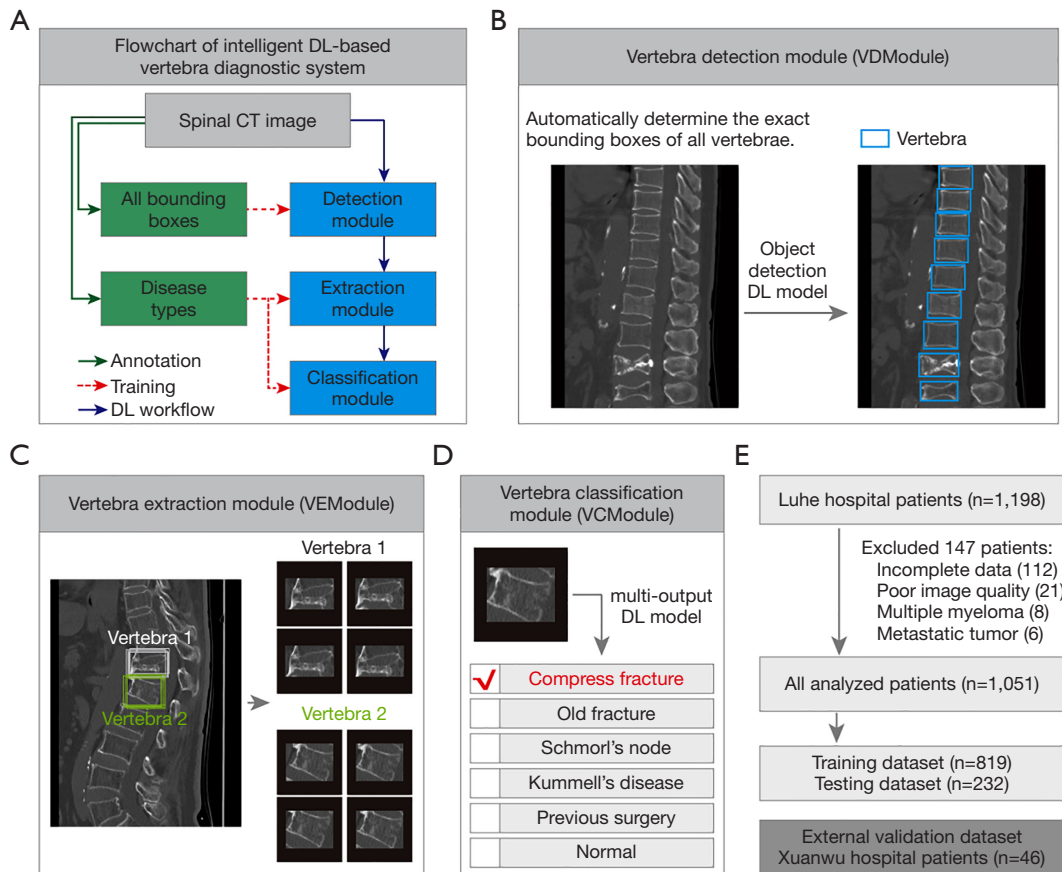 A
Flowchart of intelligent DL-based
vertebra diagnostic system
Spinal CT image
All bounding
boxes
Detection
module
Disease
types
Extraction
module
Classification
module
Annotation
Training
DL workflow
B
Vertebra detection module (VDModule)
Automatically determine the exact
bounding boxes of all vertebrae.
Vertebra
Object
detection
DL model
C
Vertebra extraction module (VEModule)
Vertebra 1
Vertebra 2
Vertebra 1
Vertebra 2
D
Vertebra classification
module (VCModule)
multi-output
DL model
Compress fracture
Old fracture
Schmorl's node
Kummell's disease
Previous surgery
Normal
E
Luhe hospital patients (n=1,198)
Excluded 147 patients:
Incomplete data (112)
Poor image quality (21)
Multiple myeloma (8)
Metastatic tumor (6)
All analyzed patients (n=1,051)
Training dataset (n=819)
Testing dataset (n=232)
External validation dataset
Xuanwu hospital patients (n=46)